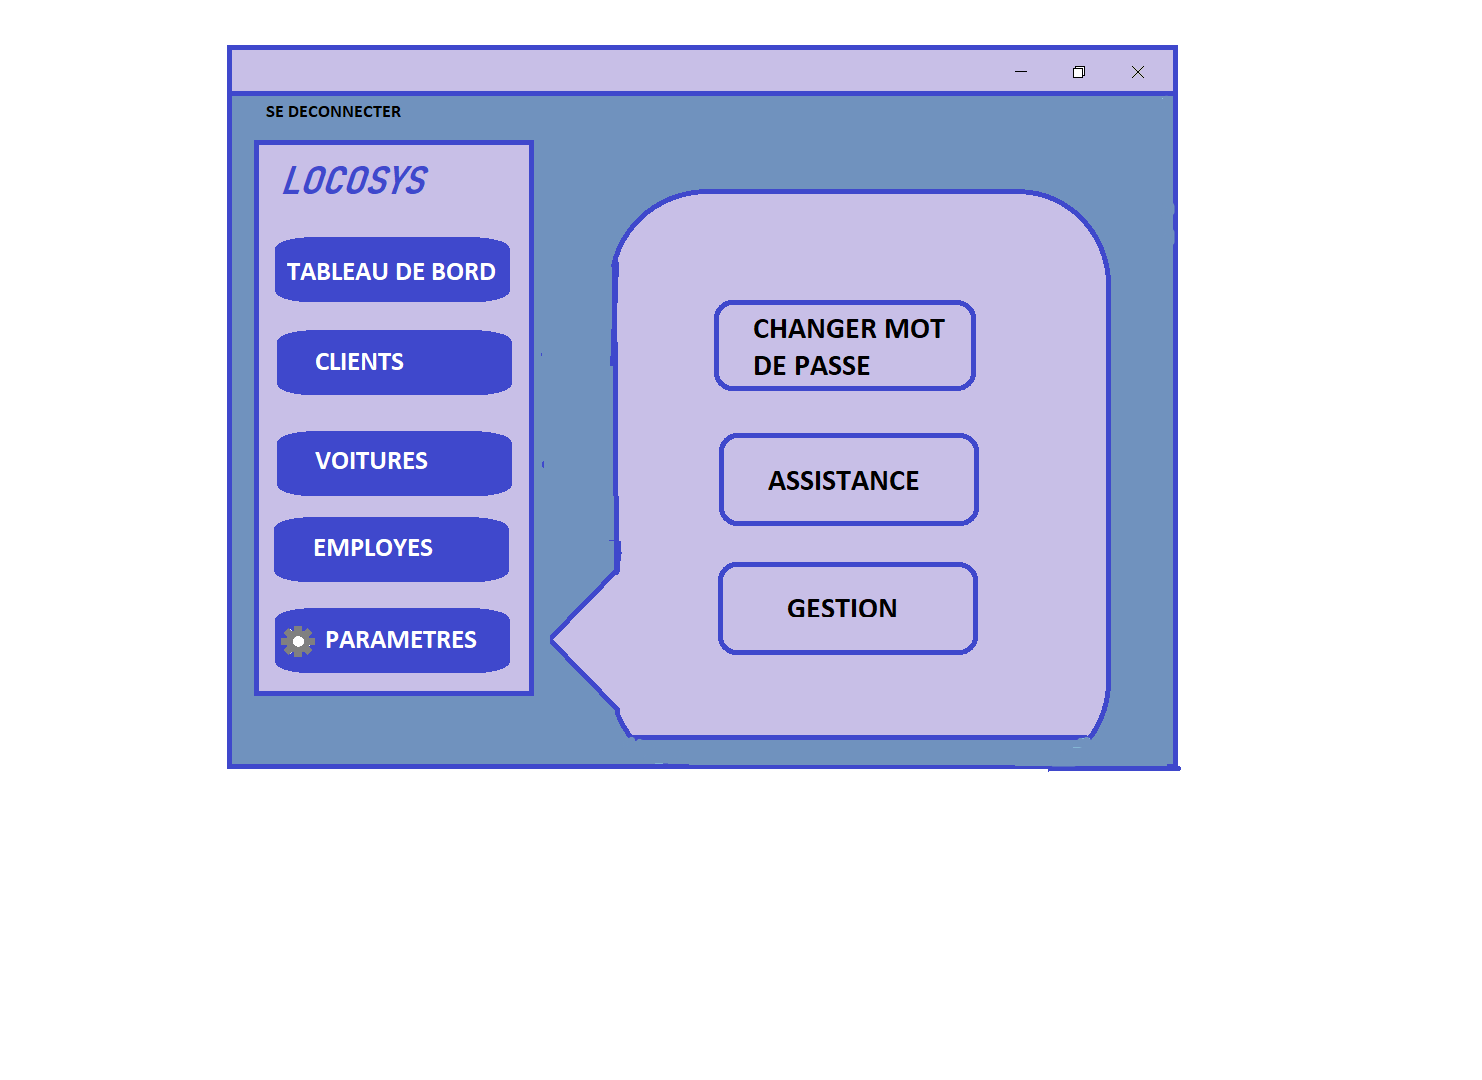 SE DECONNECTER
LOCOSYS
TABLEAU DE BORD
CLIENTS
VOITURES
EMPLOYES
PARAMETRES
CHANGER MOT
DE PASSE
ASSISTANCE
GESTION